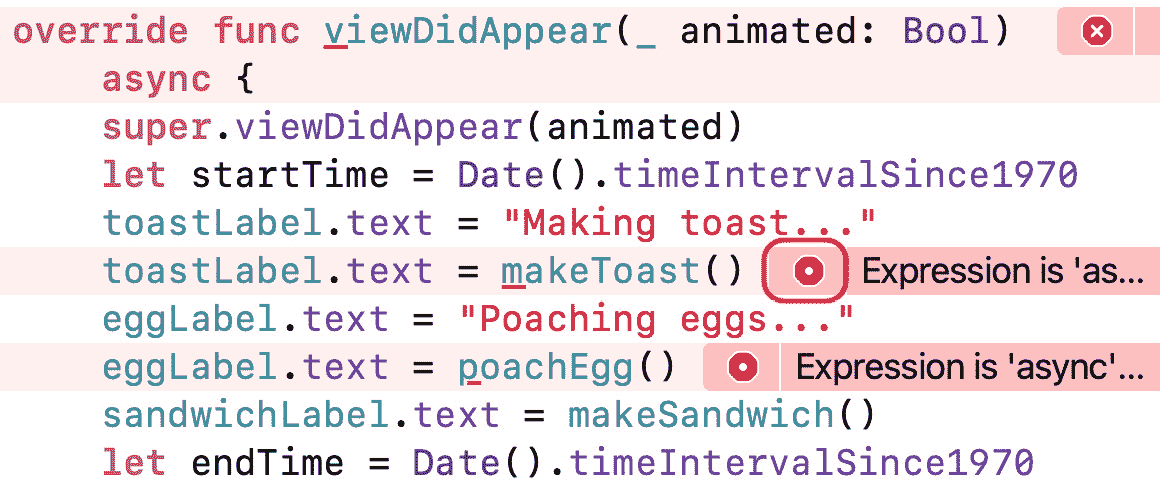 override func viewDidAppear(_ animated: Bool)
async {
super.viewDidAppear(animated)
let startTime = Date().timeIntervalSince1970
toastLabel.text = "Making toast..."
toastLabel.text = makeToast() Expression is 'as...
eggLabel.text = "Poaching eggs..."
eggLabel.text = poachEgg() Expression is 'async'...
sandwichLabel.text = makeSandwich()
let endTime = Date().timeIntervalSince1970